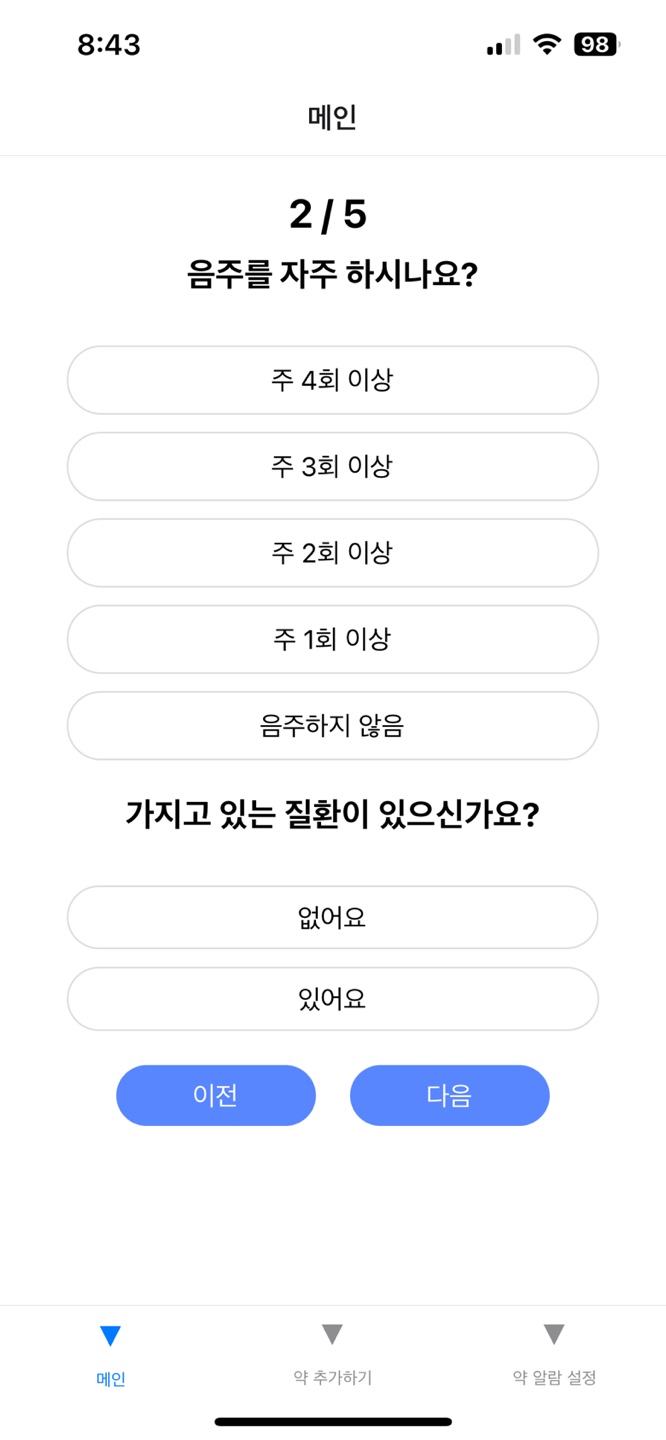 8:43
98
메인
2 / 5
음주를 자주 하시나요?
주 4회 이상
주 3회 이상
주 2회 이상
주 1회 이상
음주하지 않음
가지고 있는 질환이 있으신가요?
없어요
있어요
이전 다음
메인 약 추가하기 약 알람 설정